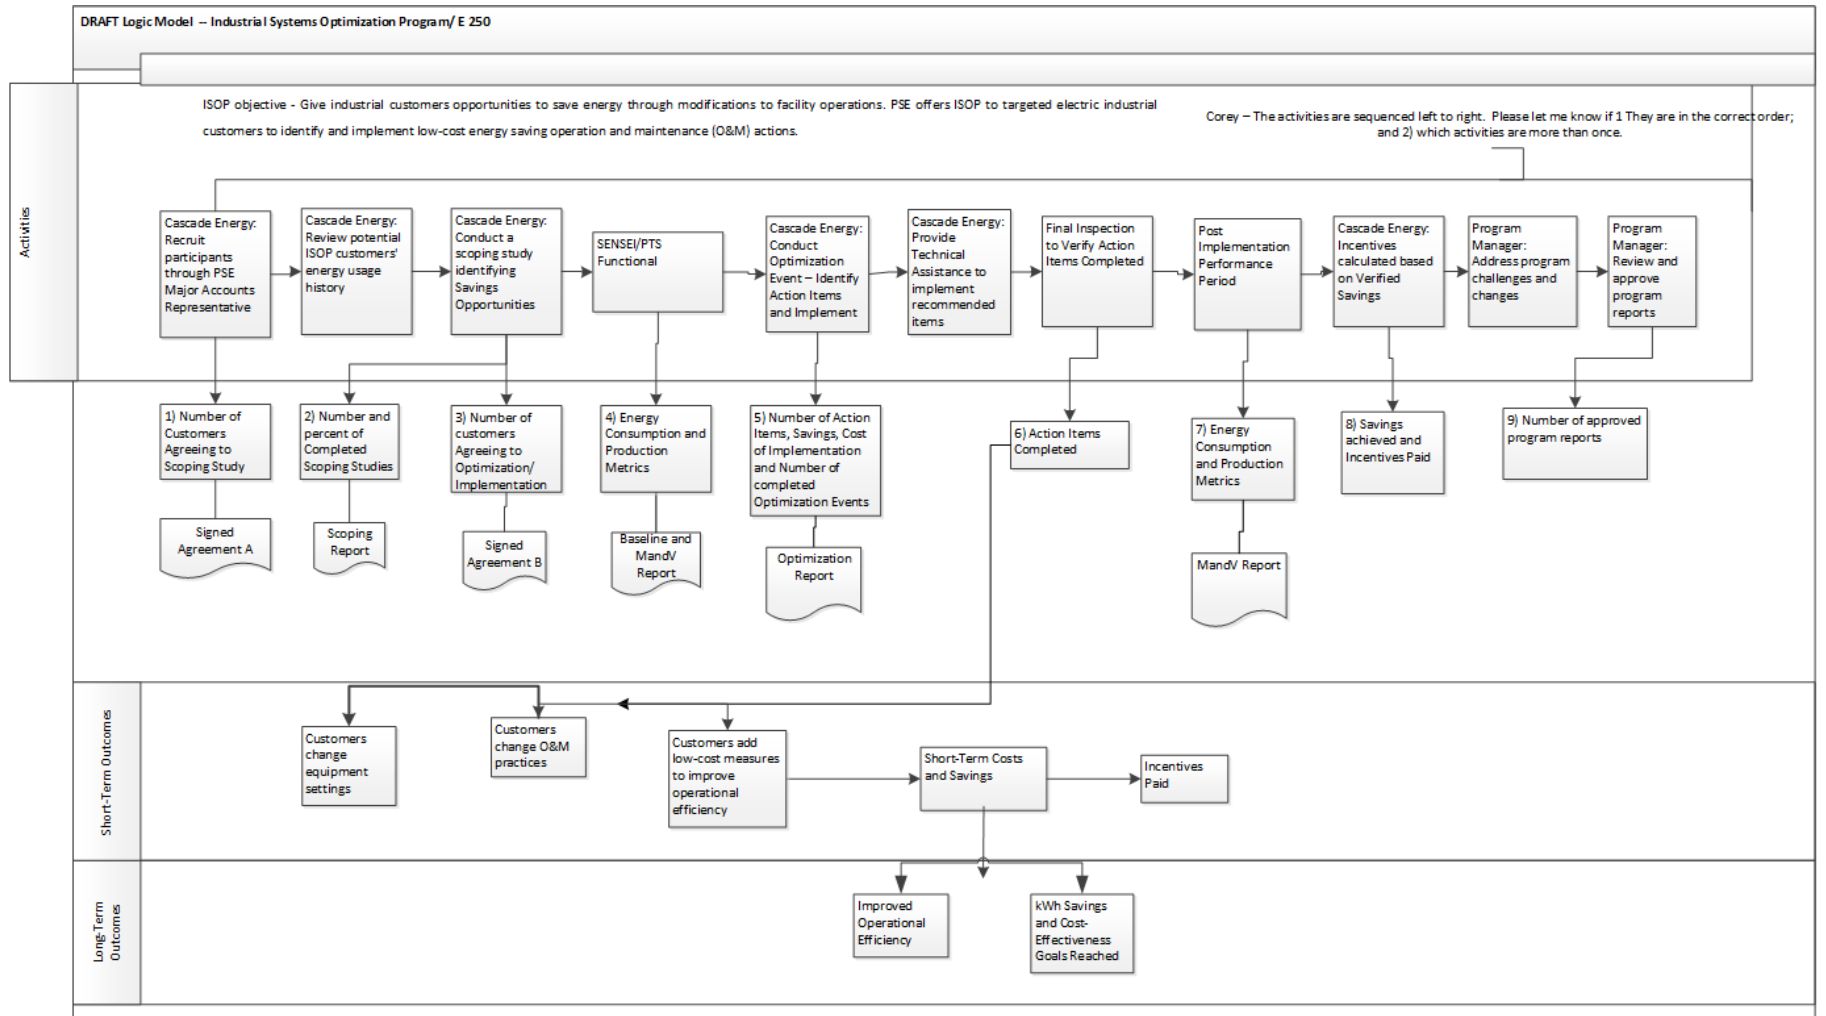 DRAFT Logic Model -- Industrial Systems Optimization Program/ E 250
ISOP objective - Give industrial customers opportunities to save energy through modifications to facility operations. PSE offers ISOP to targeted electric industrial
customers to identify and implement low-cost energy saving operation and maintenance (O&M) actions.
Corey – The activities are sequenced left to right. Please let me know if 1 They are in the correct order;
and 2) which activities are more than once.
Activities
Cascade Energy:
Recruit
participants
through PSE
Major Accounts
Representative
Cascade Energy:
Review potential
ISOP customers'
energy usage
history
Cascade Energy:
Conduct a
scoping study
identifying
Savings
Opportunities
SENSEI/PTS
Functional
Cascade Energy:
Conduct
Optimization
Event – Identify
Action Items
and Implement
Cascade Energy:
Provide
Technical
Assistance to
implement
recommended
items
Final Inspection
to Verify Action
Items Completed
Post
Implementation
Performance
Period
Cascade Energy:
Incentives
calculated based
on Verified
Savings
Program
Manager:
Address program
challenges and
changes
Program
Manager:
Review and
approve
program
reports
1) Number of
Customers
Agreeing to
Scoping Study
2) Number and
percent of
Completed
Scoping Studies
3) Number of
customers
Agreeing to
Optimization/
Implementation
4) Energy
Consumption and
Production
Metrics
5) Number of Action
Items, Savings, Cost
of Implementation
and Number of
completed
Optimization Events
6) Action Items
Completed
7) Energy
Consumption
and Production
Metrics
8) Savings
achieved and
Incentives Paid
9) Number of approved
program reports
Signed
Agreement A
Scoping
Report
Signed
Agreement B
Baseline and
MandV
Report
Optimization
Report
MandV Report
Short-Term Outcomes
Customers
change
equipment
settings
Customers
change O&M
practices
Customers add
low-cost measures
to improve
operational
efficiency
Short-Term Costs
and Savings
Incentives
Paid
Long-Term
Outcomes
Improved
Operational
Efficiency
kWh Savings
and Cost-
Effectiveness
Goals Reached